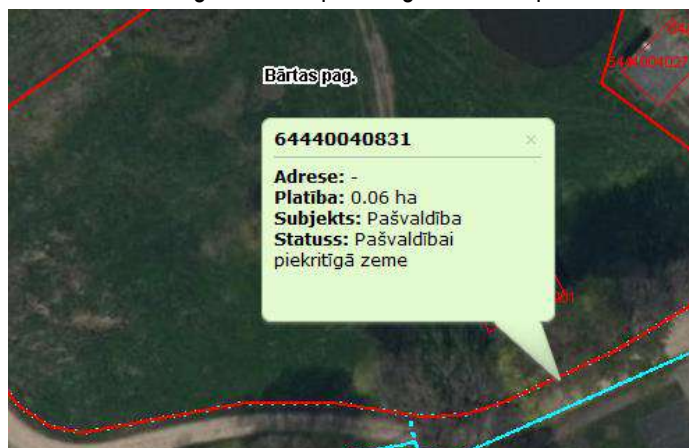 Bārtas pag.
64440040831
Adrese: -
Platība: 0.06 ha
Subjekts: Pašvaldība
Statuss: Pašvaldībai
piekritīgā zeme